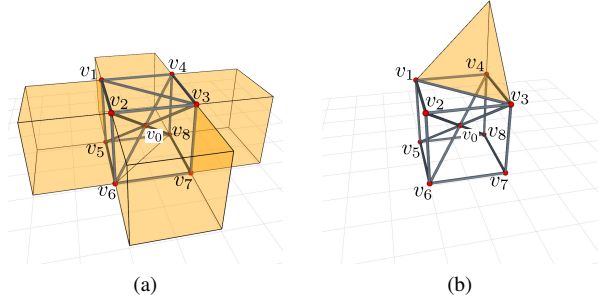 v₁ v₄
v₂ v₃
v₅ v₀ v₈
v₆ v₇
v₁ v₄
v₂ v₃
v₅ v₀ v₈
v₆ v₇
(a) (b)